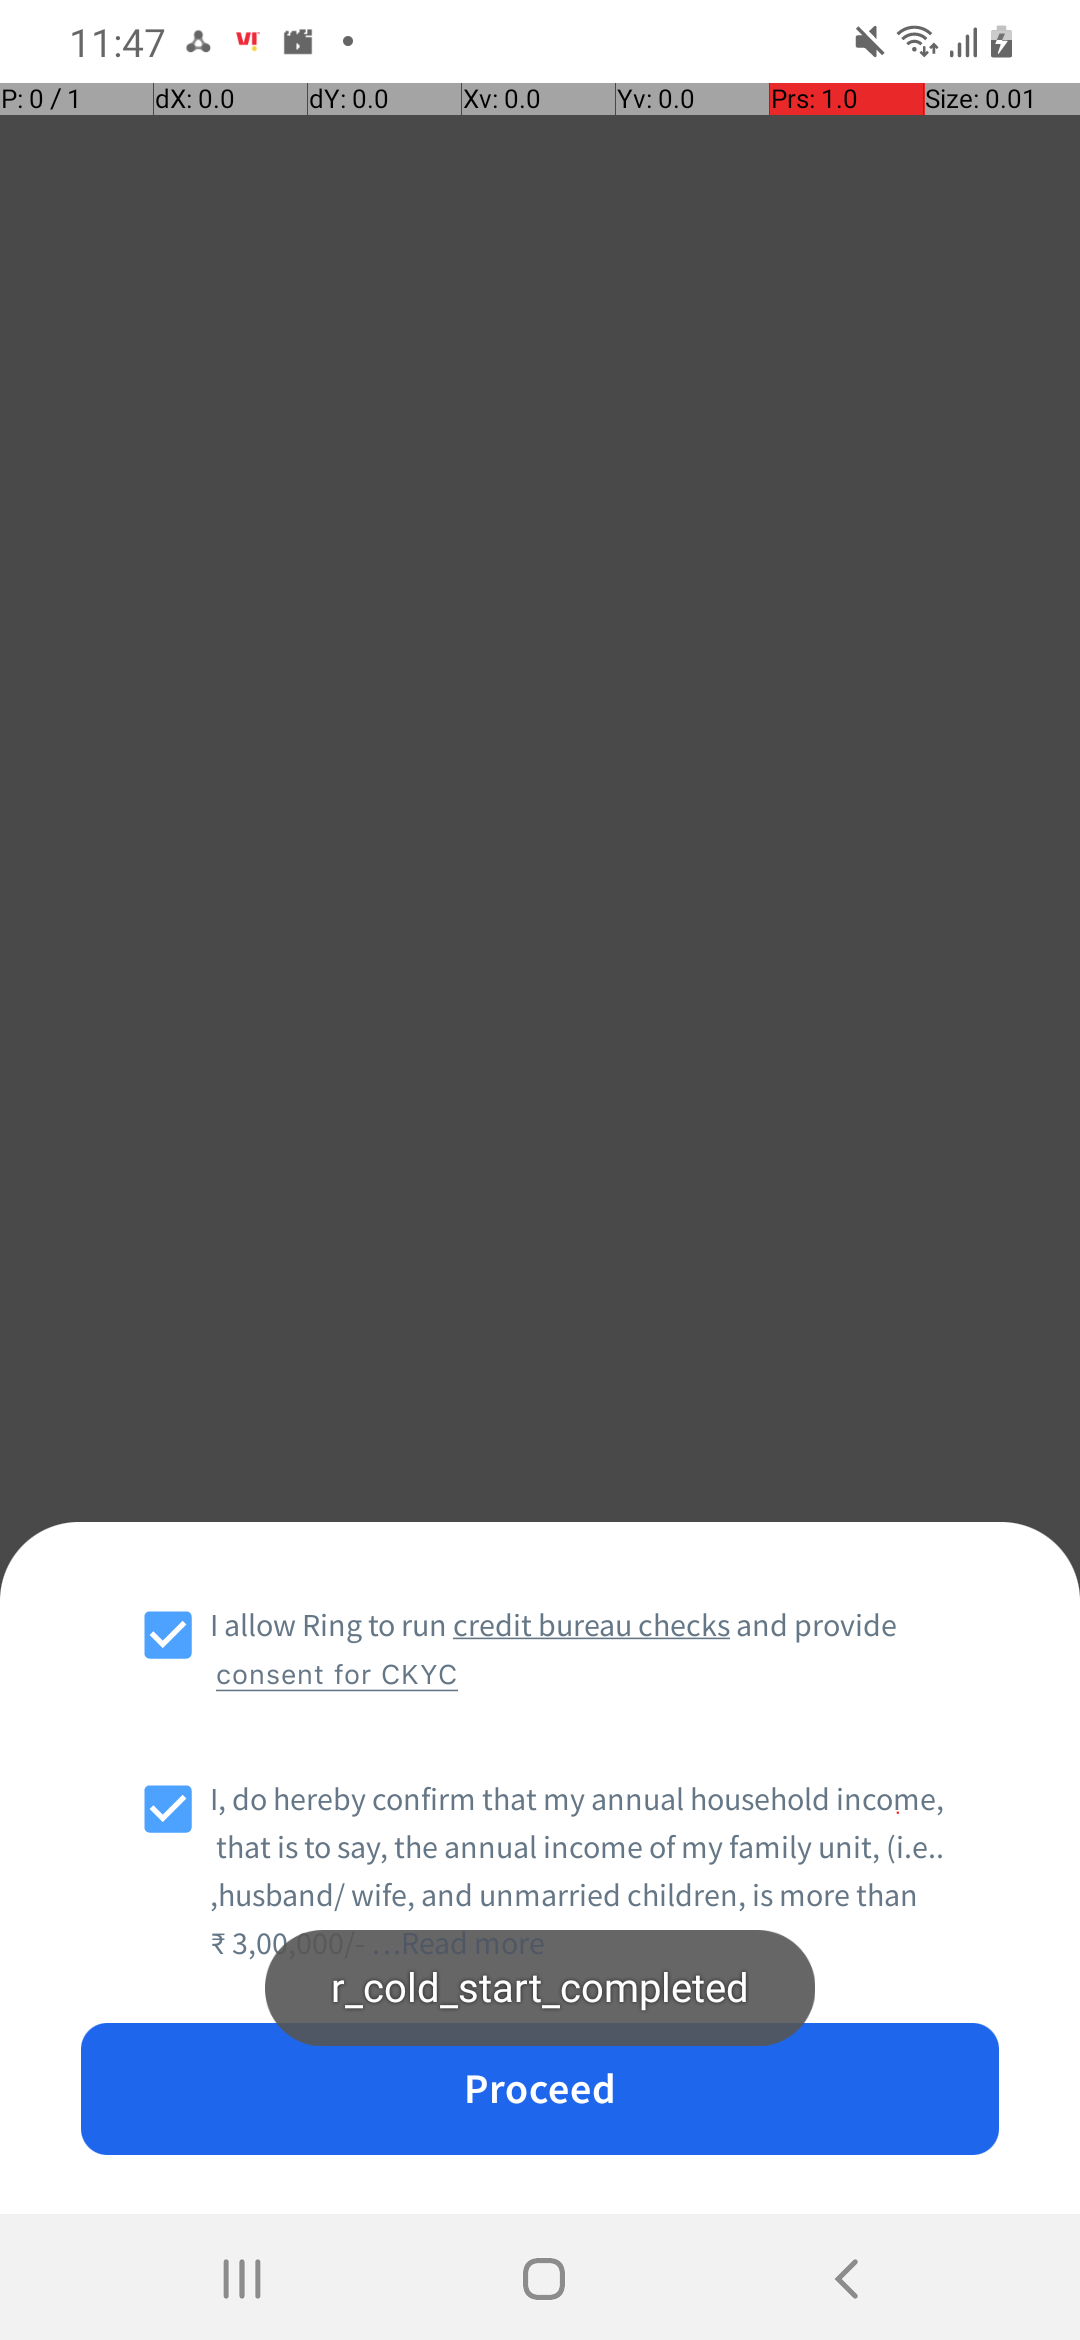 11:47 VI!
P: 0 / 1 dX: 0.0 dY: 0.0 Xv: 0.0 Yv: 0.0 Prs: 1.0 Size: 0.01
I allow Ring to run credit bureau checks and provide
consent for CKYC
I, do hereby confirm that my annual household income,
that is to say, the annual income of my family unit, (i.e..
,husband/ wife, and unmarried children, is more than
₹ 3,00,000/- ...Read more
r_cold_start_completed
Proceed